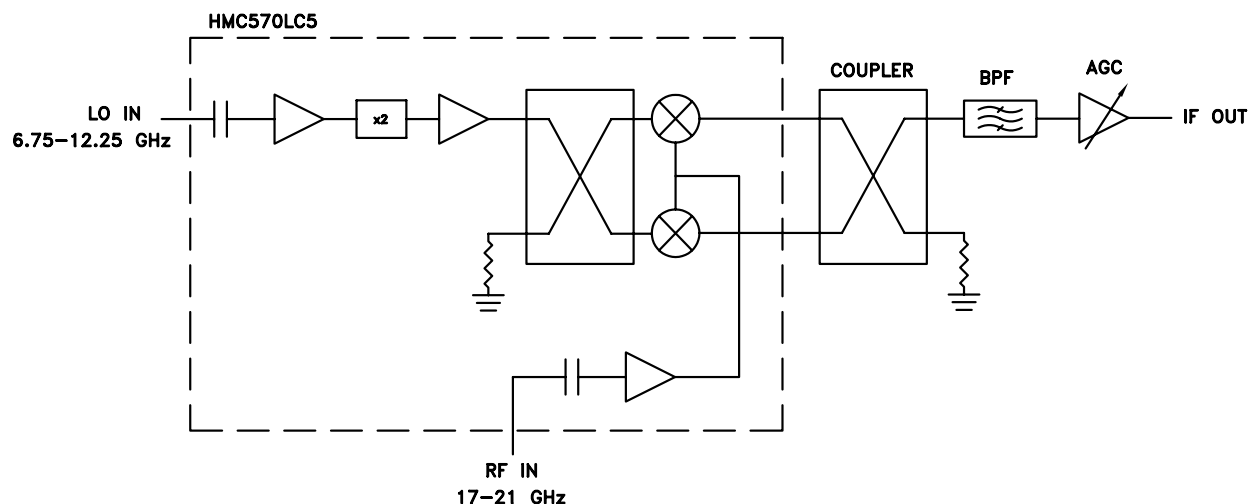 HMC570LC5
LO IN
6.75-12.25 GHz
x2
COUPLER
BPF
AGC
IF OUT
RF IN
17-21 GHz